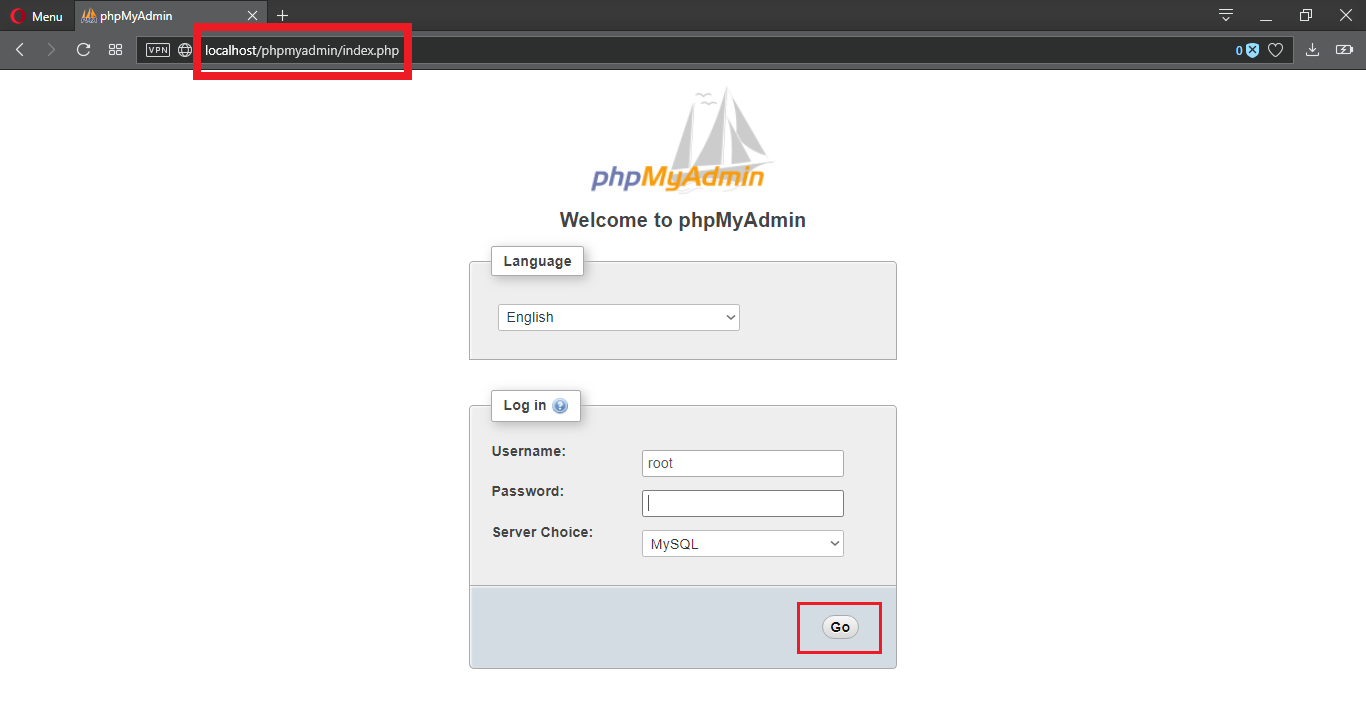 Menu
phpMyAdmin
VPN
localhost/phpmyadmin/index.php
0
phpMyAdmin
Welcome to phpMyAdmin
Language
English
Log in
Username:
root
Password:
Server Choice:
MySQL
Go